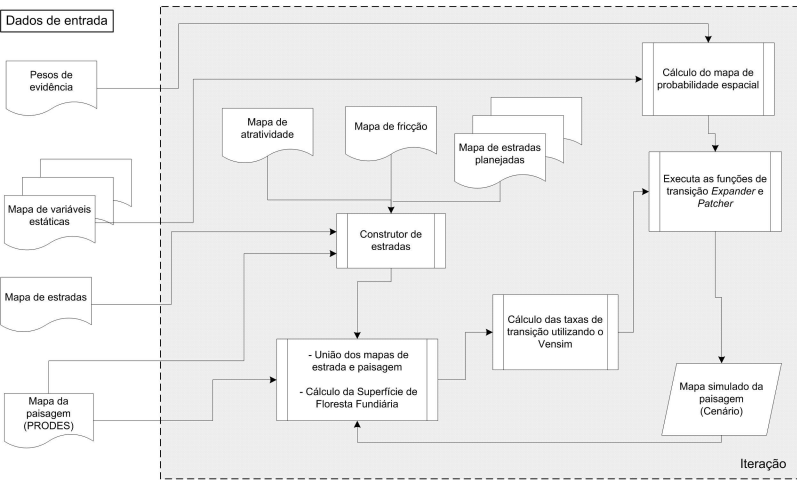 Dados de entrada
Pesos de
evidência
Mapa de variáveis
estáticas
Mapa de estradas
Mapa da
paisagem
(PRODES)
Mapa de
atratividade
Mapa de fricção
Mapa de estradas
planejadas
Construtor de
estradas
- União dos mapas de
estrada e paisagem
- Cálculo da Superfície de
Floresta Fundiária
Cálculo das taxas de
transição utilizando o
Vensim
Cálculo do mapa de
probabilidade espacial
Executa as funções de
transição Expander e
Patcher
Mapa simulado da
paisagem
(Cenário)
Iteração